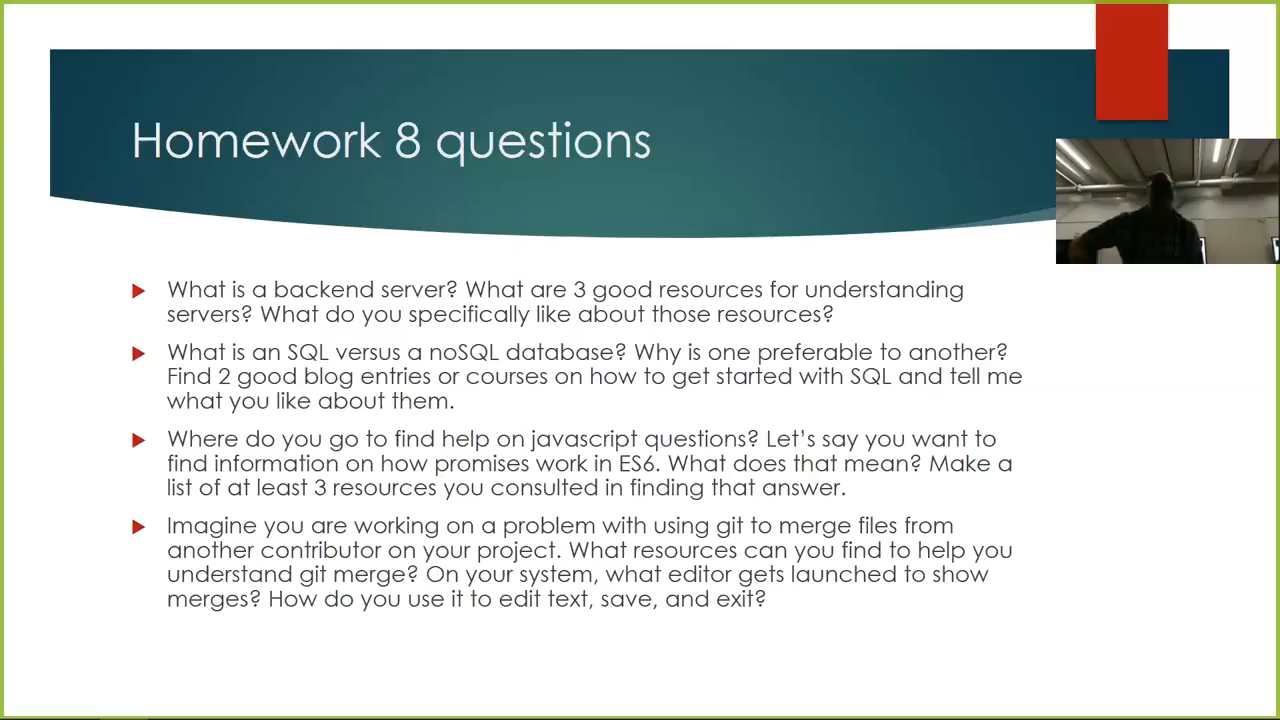 Homework 8 questions
What is a backend server? What are 3 good resources for understanding
servers? What do you specifically like about those resources?
What is an SQL versus a noSQL database? Why is one preferable to another?
Find 2 good blog entries or courses on how to get started with SQL and tell me
what you like about them.
Where do you go to find help on javascript questions? Let’s say you want to
find information on how promises work in ES6. What does that mean? Make a
list of at least 3 resources you consulted in finding that answer.
Imagine you are working on a problem with using git to merge files from
another contributor on your project. What resources can you find to help you
understand git merge? On your system, what editor gets launched to show
merges? How do you use it to edit text, save, and exit?